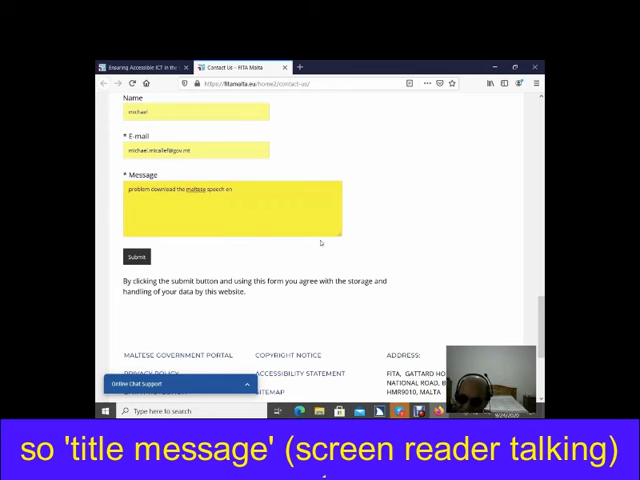 Ensuring Accessible ICT in the
Contact Us – FITA Malta
https://fitamalta.eu/home2/contact-us/
Name
michael
* E-mail
michael.micallef@gov.mt
* Message
problem download the maltese speech en
Submit
By clicking the submit button and using this form you agree with the storage and
handling of your data by this website.
MALTESE GOVERNMENT PORTAL
COPYRIGHT NOTICE
ADDRESS:
PRIVACY POLICY
ACCESSIBILITY STATEMENT
FITA, GATTARD HO
NATIONAL ROAD, B
SITEMAP
HMR9010, MALTA
Online Chat Support
Type here to search
9/24/2020
so 'title message' (screen reader talking)